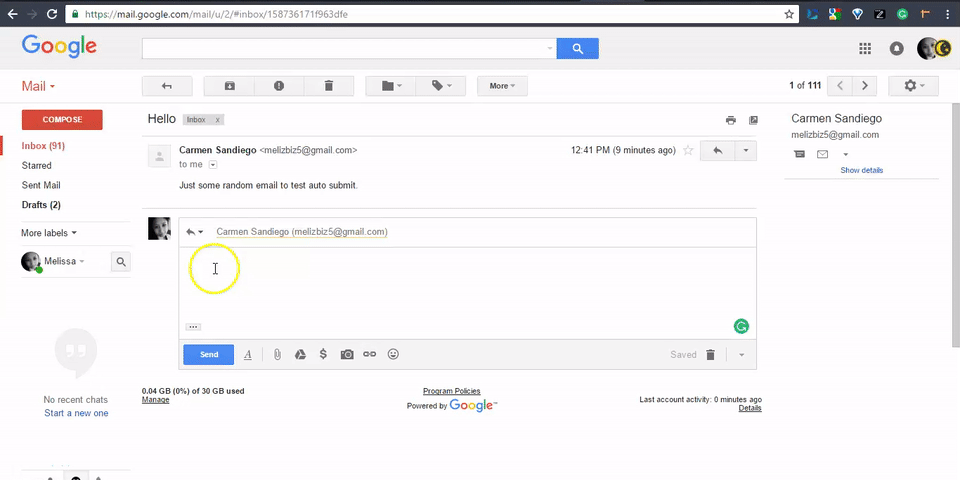 https://mail.google.com/mail/u/2/#inbox/158736171f963dfe
Google
Mail
More
1 of 111
COMPOSE
Hello Inbox x
Carmen Sandiego
melizbiz5@gmail.com
Show details
Inbox (91)
Starred
Sent Mail
Drafts (2)
More labels
Melissa
Carmen Sandiego <melizbiz5@gmail.com>
12:41 PM (9 minutes ago)
to me
Just some random email to test auto submit.
Carmen Sandiego (melizbiz5@gmail.com)
Send
Saved
No recent chats
Start a new one
0.04 GB (0%) of 30 GB used
Manage
Program Policies
Powered by Google™
Last account activity: 0 minutes ago
Details